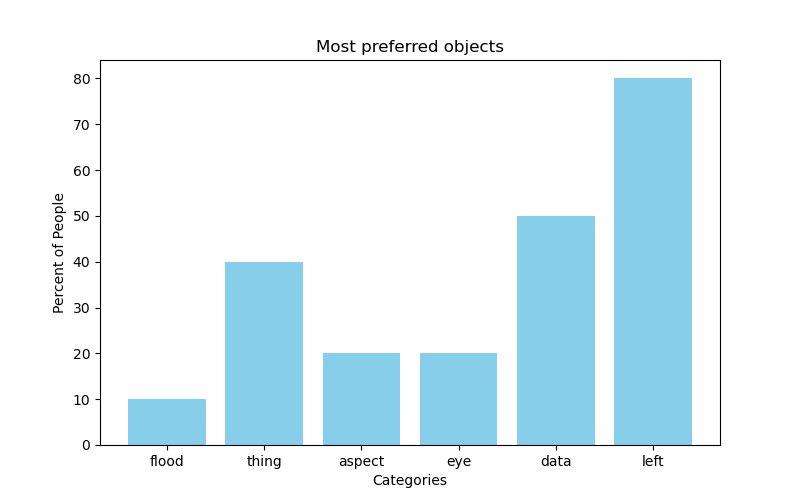 Most preferred objects
Percent of People
80
70
60
50
40
30
20
10
0
flood thing aspect eye data left
Categories